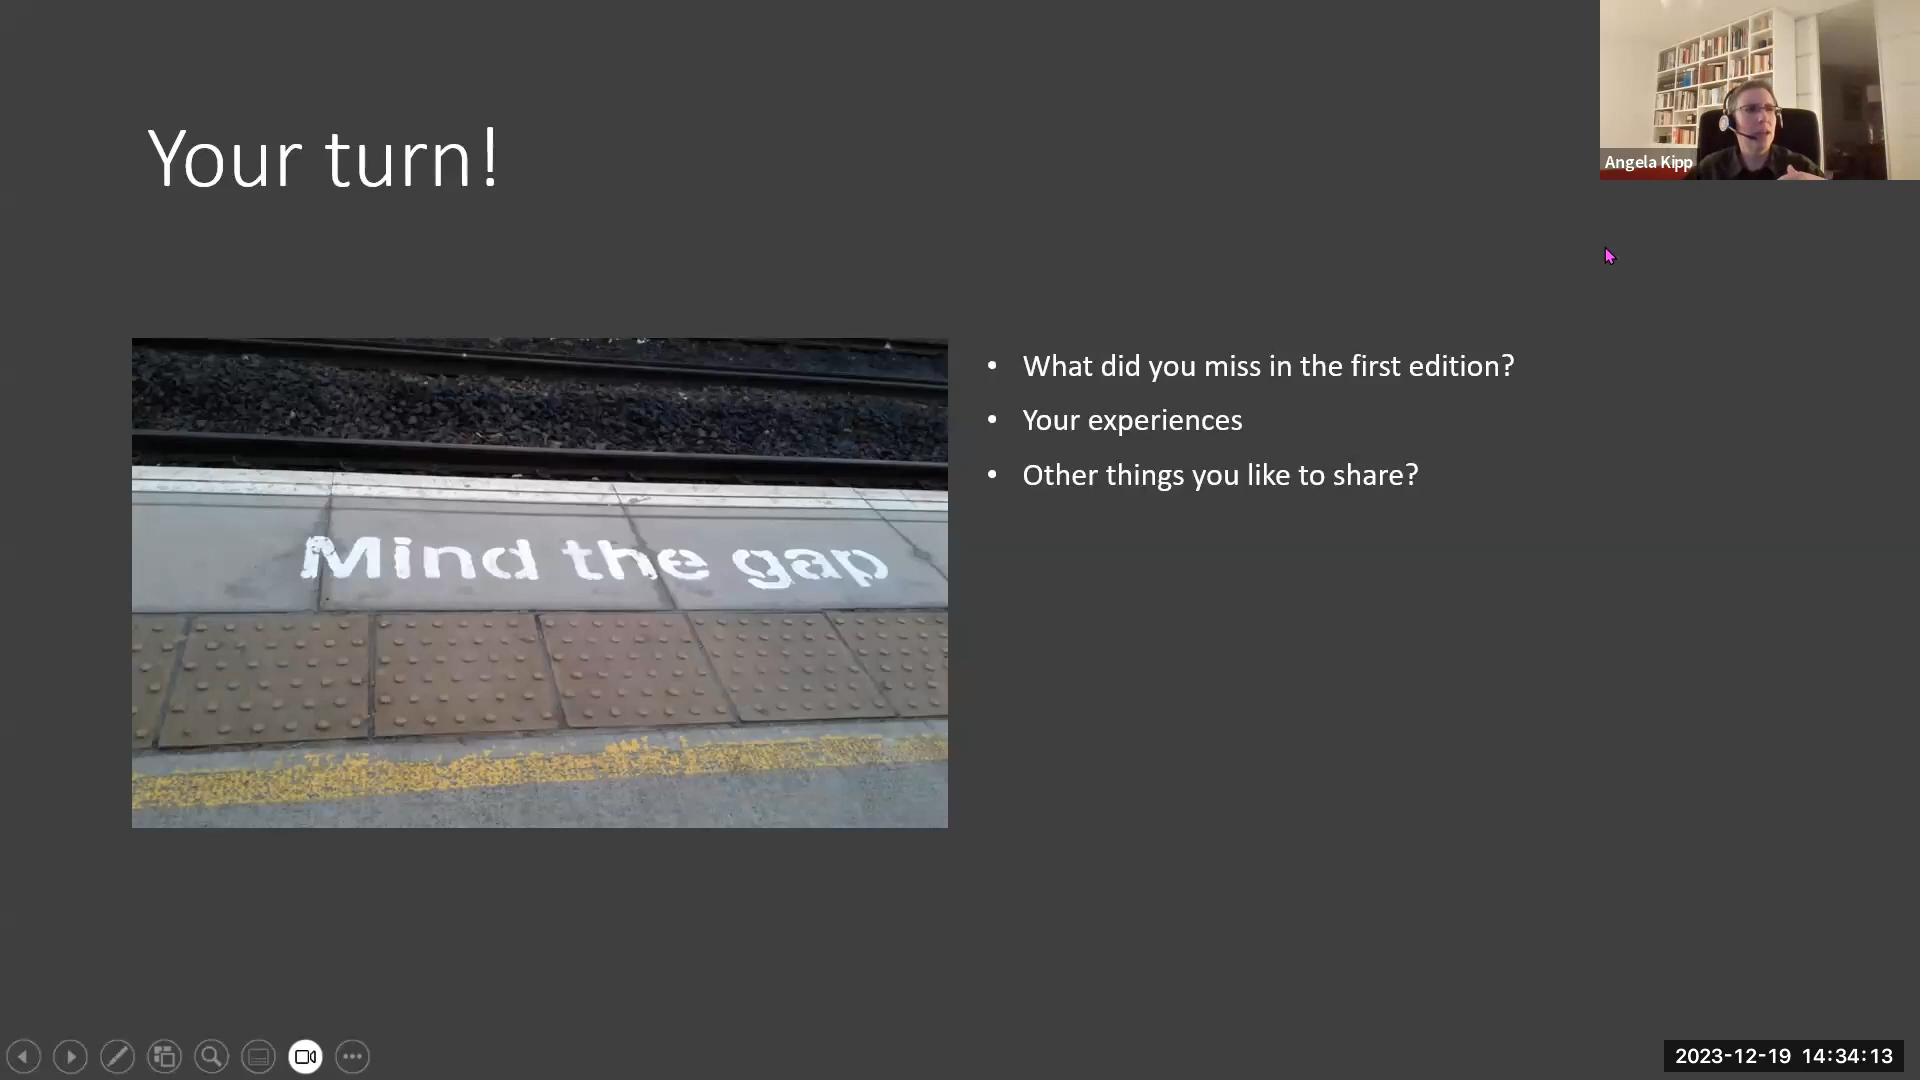 Your turn!
Angela Kipp
• What did you miss in the first edition?
• Your experiences
• Other things you like to share?
Mind the gap
2023-12-19 14:34:13